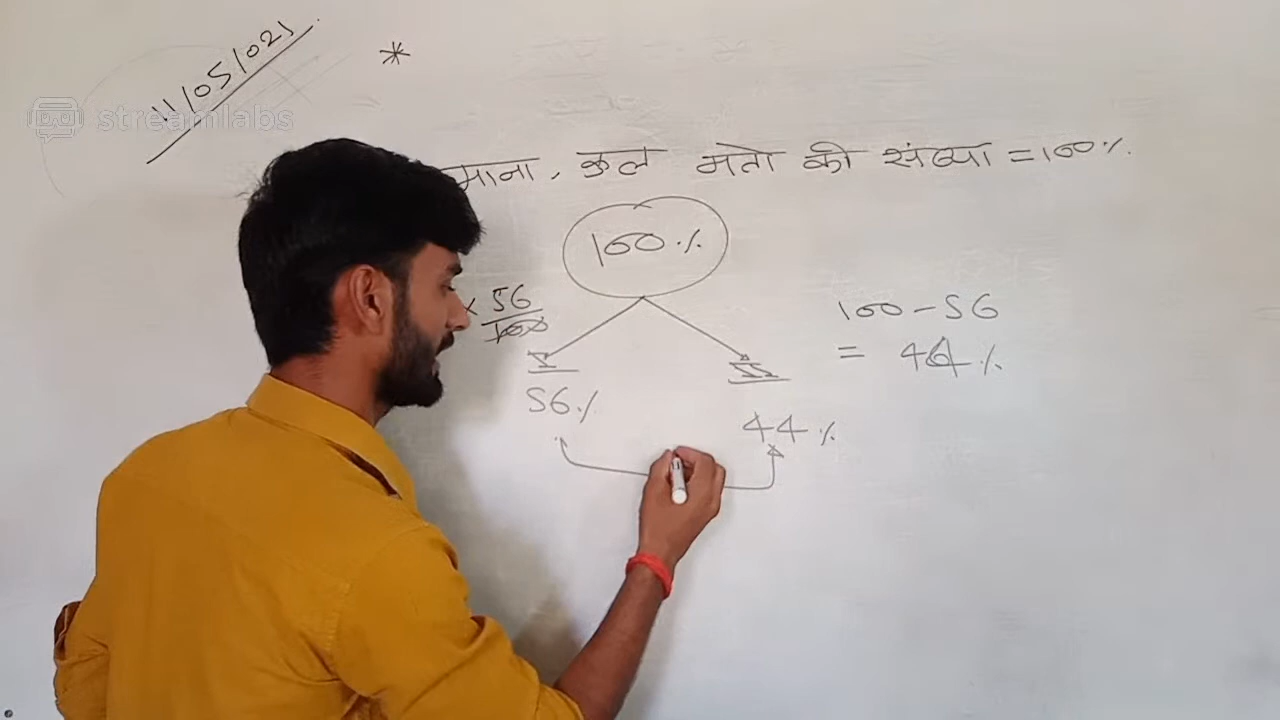 11/05/021
*
streamlabs
माना, कुल मतो की संख्या = 100%.
100%
× 56/100
I
II
56%
44%
100 - 56
= 44%